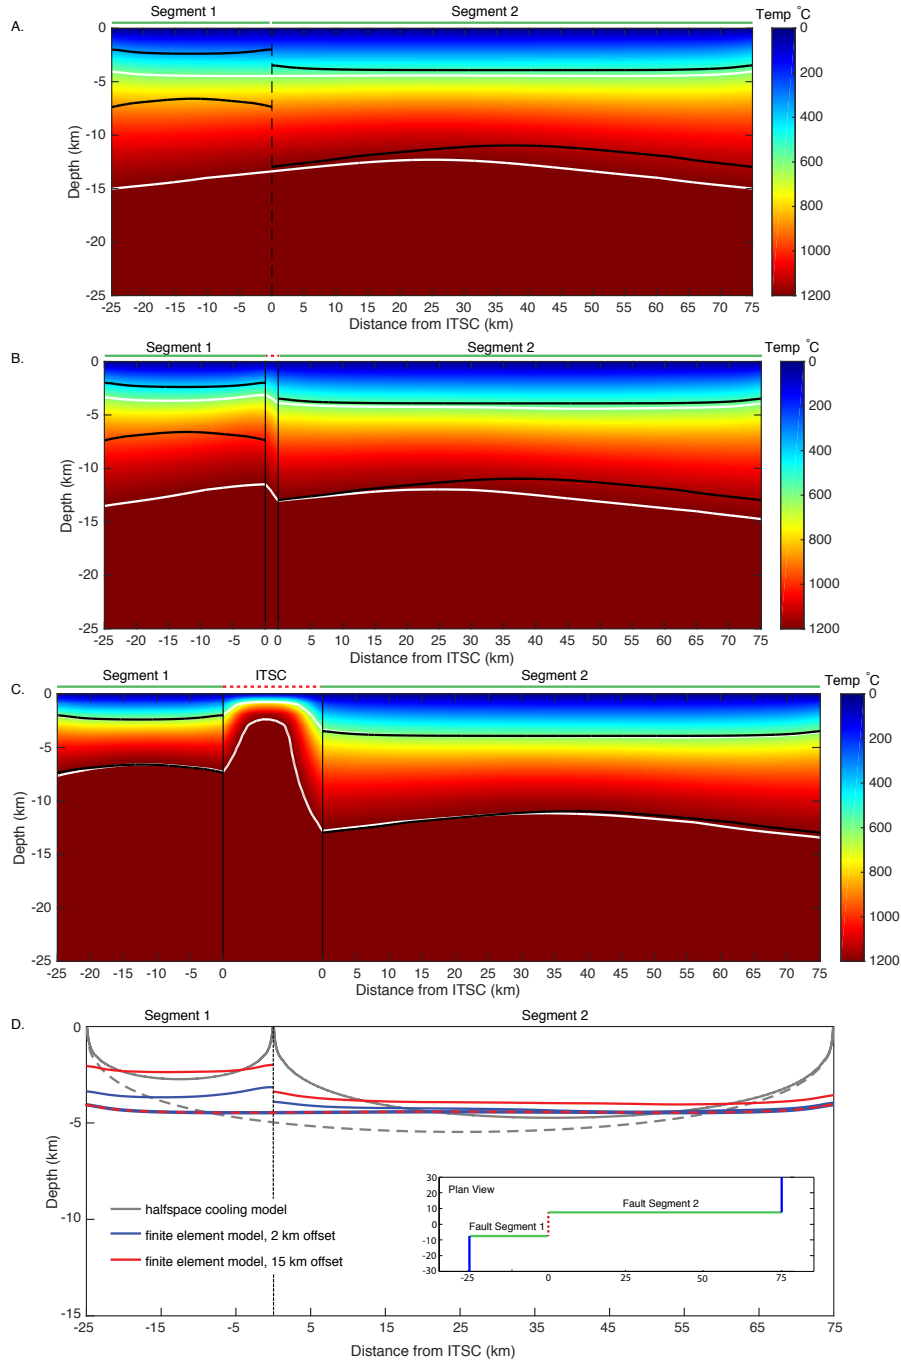 A.
Segment 1
Segment 2
Temp °C
0
-5
-10
-15
-20
-25
Depth (km)
-25 -20 -15 -10 -5 0 5 10 15 20 25 30 35 40 45 50 55 60 65 70 75
Distance from ITSC (km)
0
200
400
600
800
1000
1200
B.
Segment 1
Segment 2
Temp °C
0
-5
-10
-15
-20
-25
Depth (km)
-25 -20 -15 -10 -5 0 0 5 10 15 20 25 30 35 40 45 50 55 60 65 70 75
Distance from ITSC (km)
0
200
400
600
800
1000
1200
C.
Segment 1
ITSC
Segment 2
Temp °C
0
-5
-10
-15
-20
-25
Depth (km)
-25 -20 -15 -10 -5 0 0 5 10 15 20 25 30 35 40 45 50 55 60 65 70 75
Distance from ITSC (km)
0
200
400
600
800
1000
1200
D.
Segment 1
Segment 2
0
-5
-10
-15
Depth (km)
halfspace cooling model
finite element model, 2 km offset
finite element model, 15 km offset
Plan View
30
20
10
0
-10
-20
-30
Fault Segment 1
Fault Segment 2
-25 0 25 50 75
-25 -15 -5 5 15 25 35 45 55 65 75
Distance from ITSC (km)